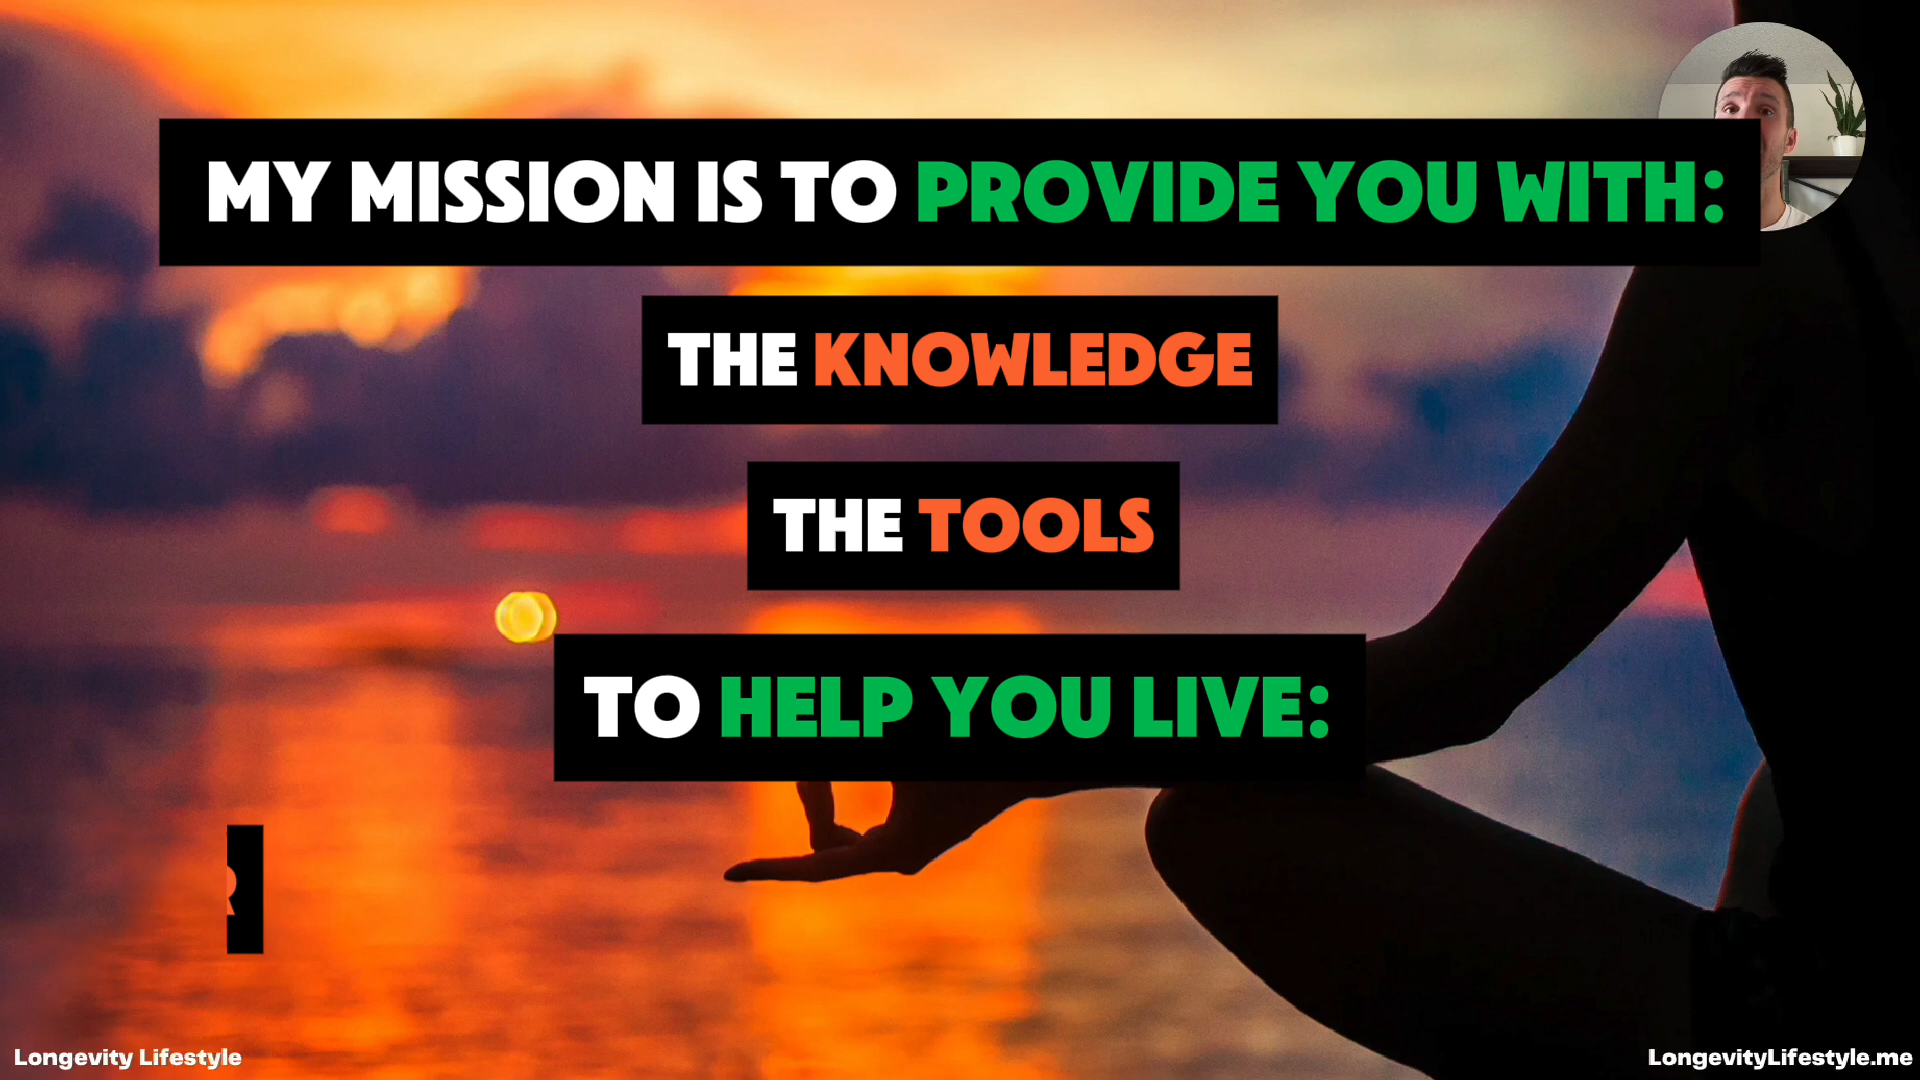 MY MISSION IS TO PROVIDE YOU WITH:
THE KNOWLEDGE
THE TOOLS
TO HELP YOU LIVE:
Longevity Lifestyle
LongevityLifestyle.me